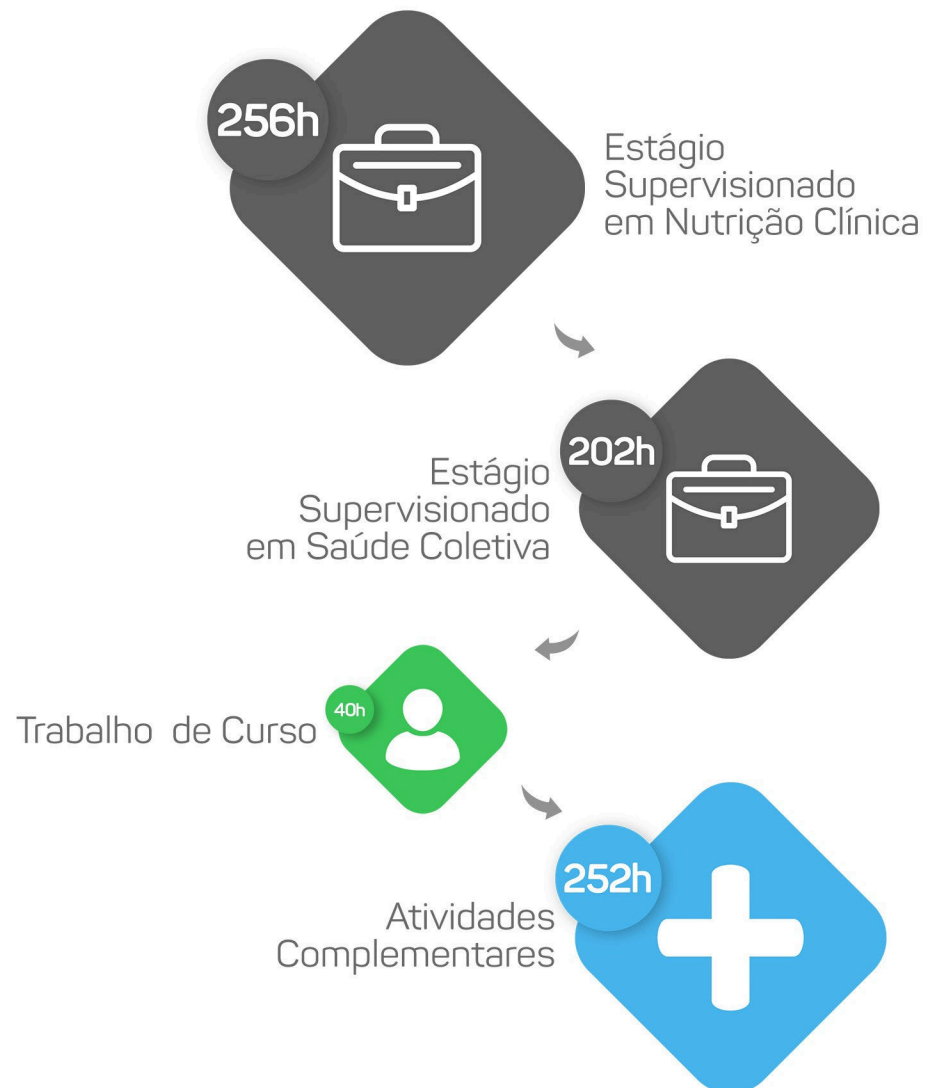 256h
Estágio
Supervisionado
em Nutrição Clínica
202h
Estágio
Supervisionado
em Saúde Coletiva
40h
Trabalho de Curso
252h
Atividades
Complementares